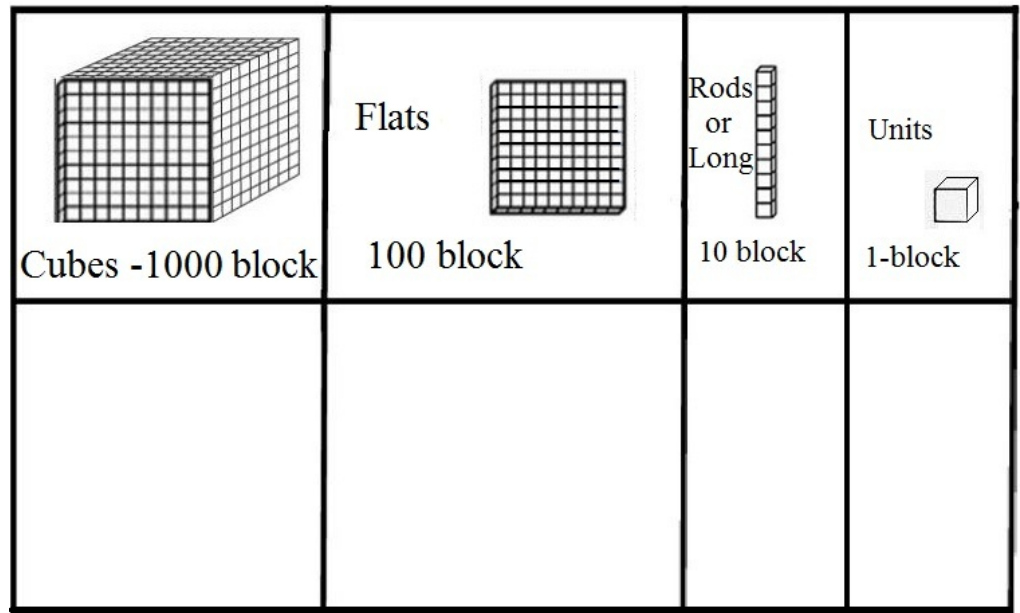 Cubes -1000 block
Flats
100 block
Rods
or
Long
10 block
Units
1-block